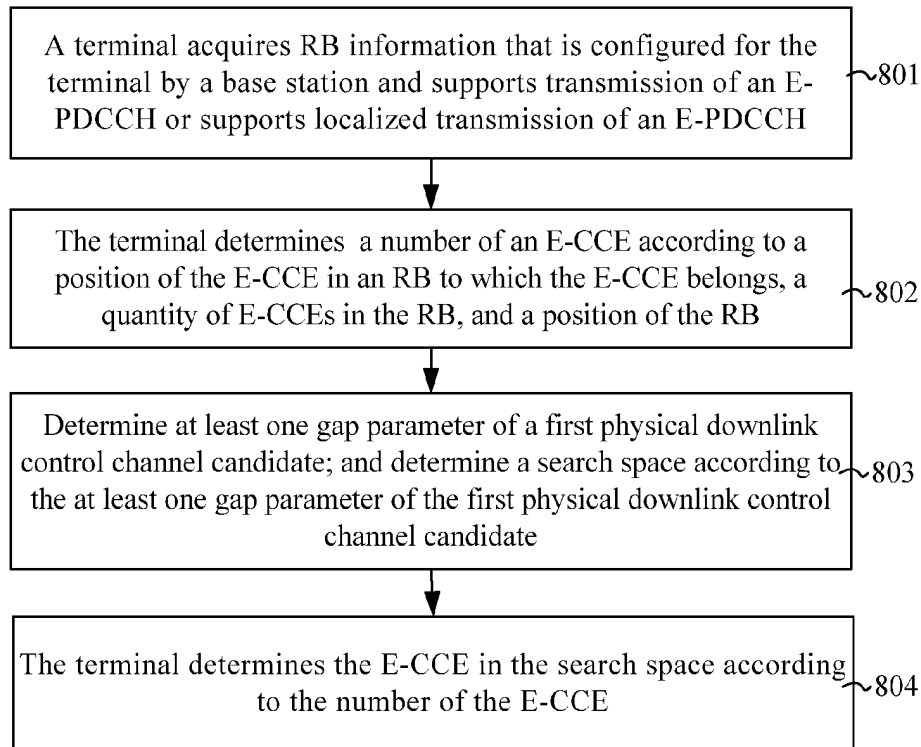 A terminal acquires RB information that is configured for the
terminal by a base station and supports transmission of an E-
PDCCH or supports localized transmission of an E-PDCCH
801
The terminal determines a number of an E-CCE according to a
position of the E-CCE in an RB to which the E-CCE belongs, a
quantity of E-CCEs in the RB, and a position of the RB
802
Determine at least one gap parameter of a first physical downlink
control channel candidate; and determine a search space according to
the at least one gap parameter of the first physical downlink control
channel candidate
803
The terminal determines the E-CCE in the search space according
to the number of the E-CCE
804